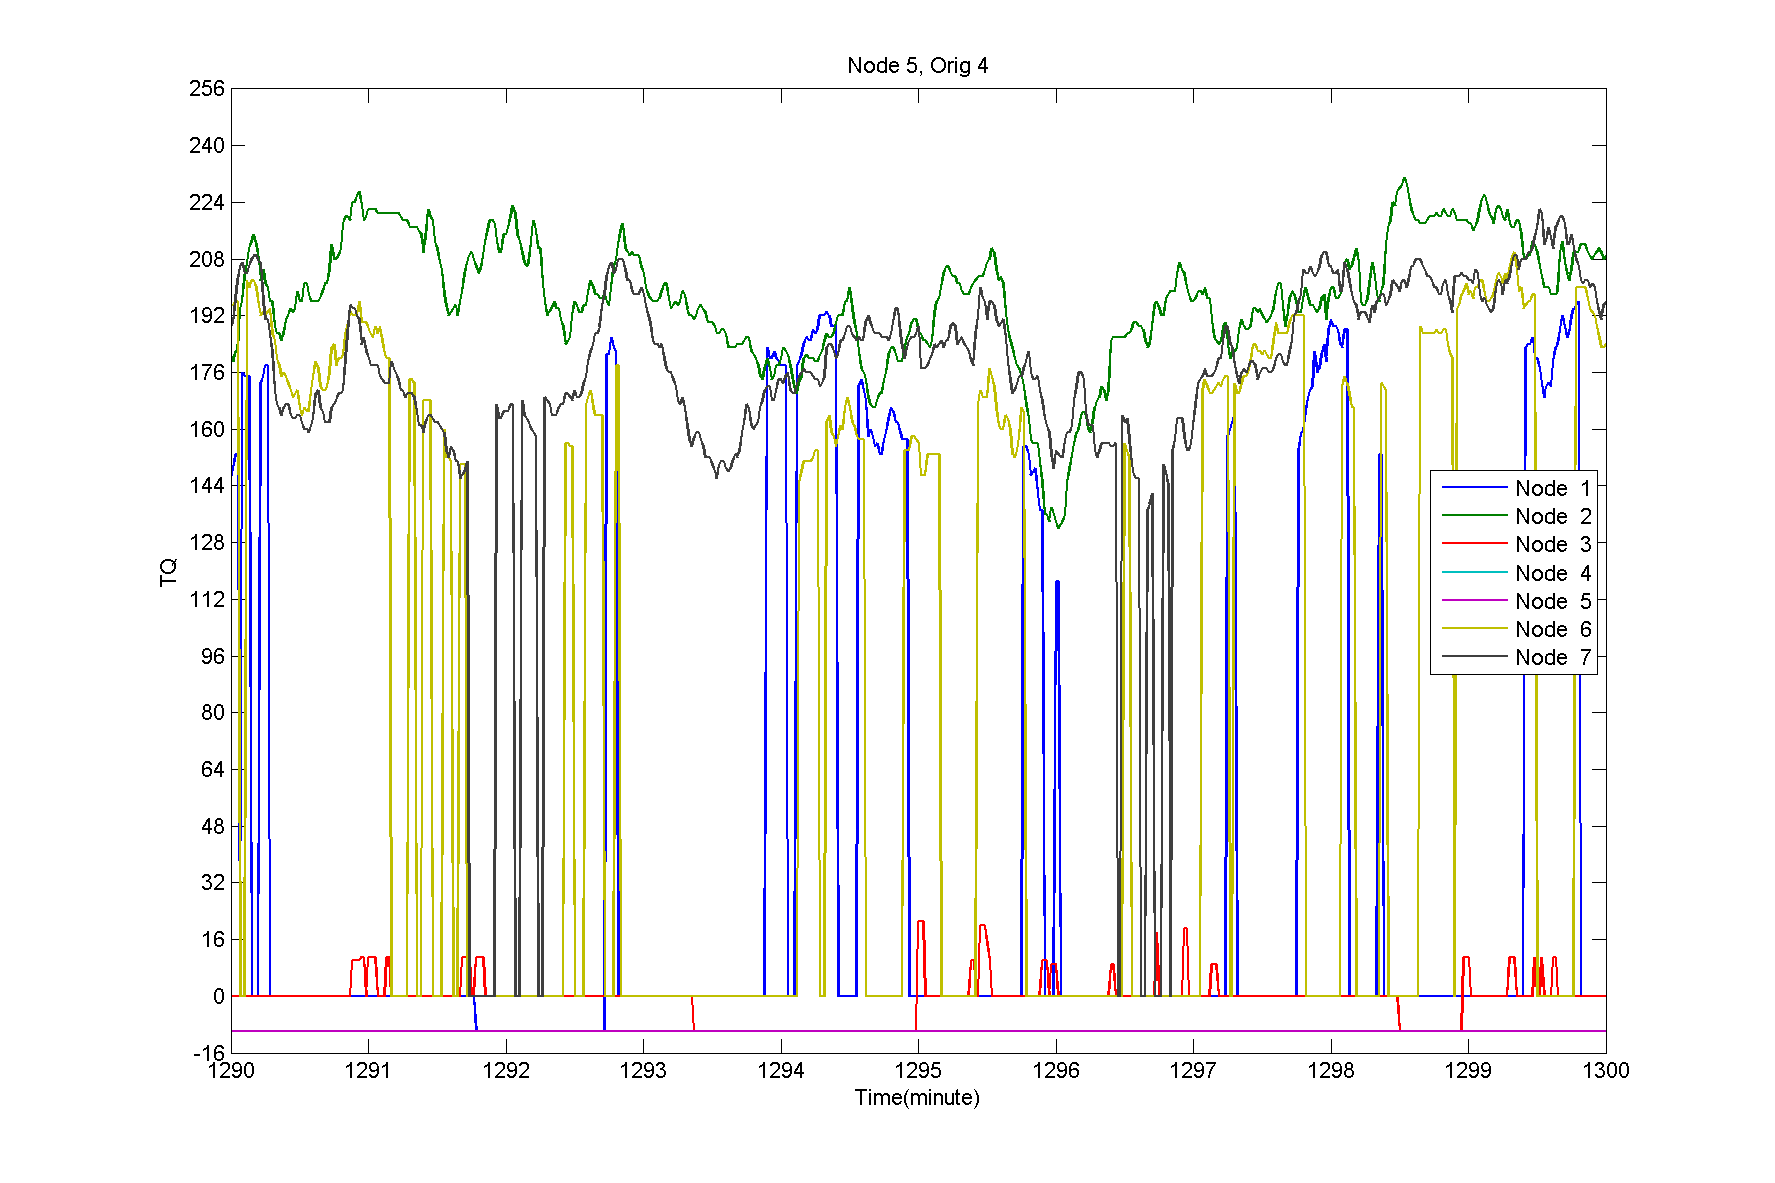 Node 5, Orig 4
256
240
224
208
192
176
160
144
128
112
96
80
64
48
32
16
0
-16
TQ
Node 1
Node 2
Node 3
Node 4
Node 5
Node 6
Node 7
1290 1291 1292 1293 1294 1295 1296 1297 1298 1299 1300
Time(minute)